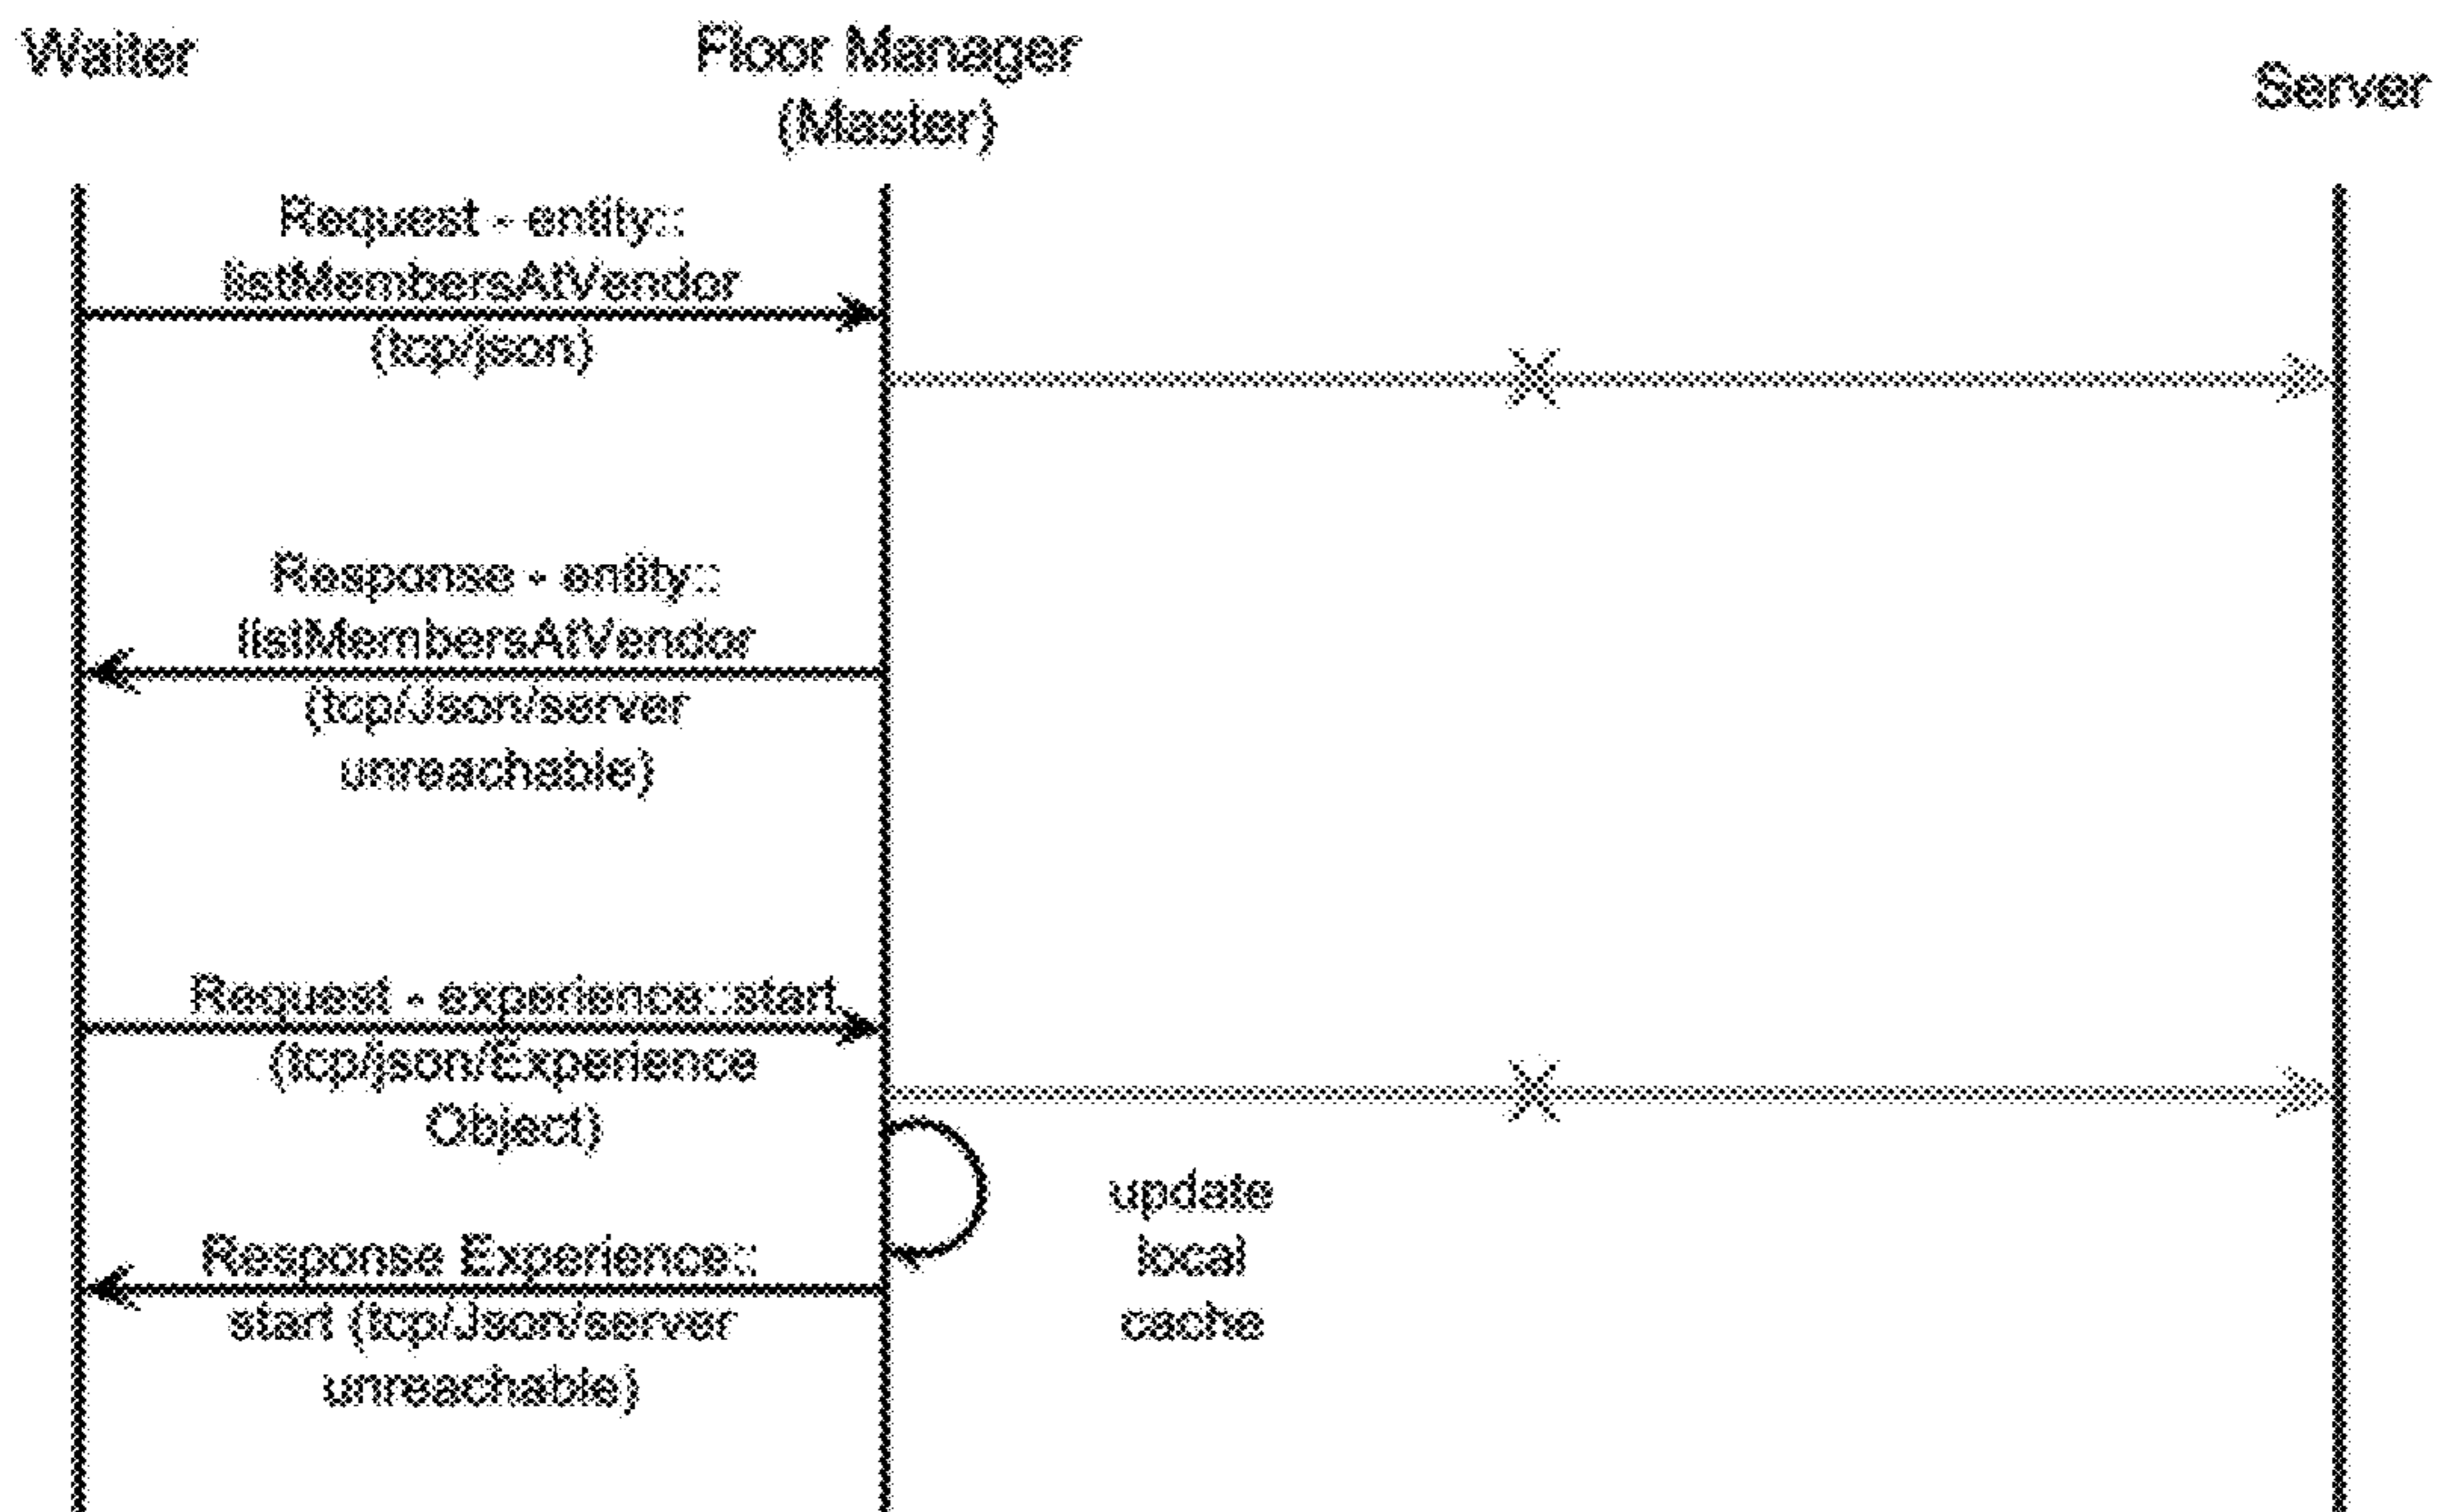 Waiter
Floor Manager
(Master)
Server
Request - entity::
listMembersAtVendor
(tcp/json)
Response - entity::
listMembersAtVendor
(tcp/Json/server
unreachable)
Request - experience::start
(tcp/json/Experience
Object)
update
local
cache
Response Experience::
start (tcp/Json/server
unreachable)